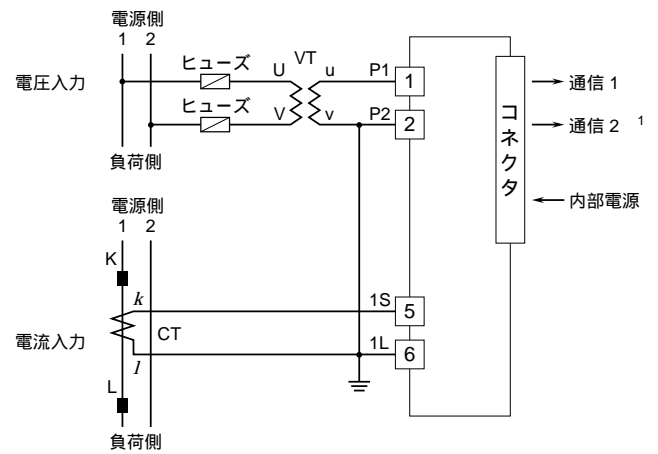 電源側
1 2
電圧入力
ヒューズ
U
VT
u
P1
1
ヒューズ
V
v
P2
2
負荷側
コネクタ
通信 1
通信 2 1
内部電源
電源側
1 2
K
k
1S
5
電流入力
CT
l
1L
6
L
負荷側